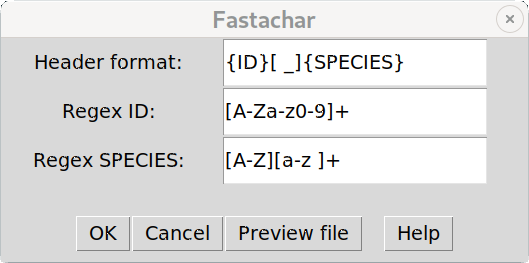 Fastachar
Header format: {ID}[ _]{SPECIES}
Regex ID: [A-Za-z0-9]+
Regex SPECIES: [A-Z][a-z ]+
OK Cancel Preview file Help